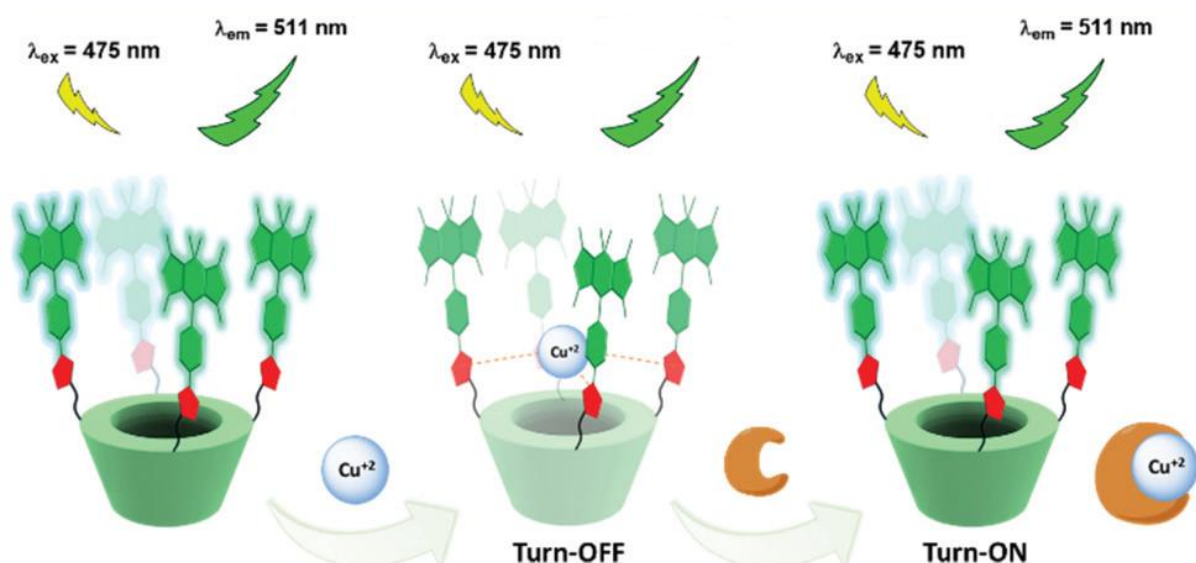 λex = 475 nm
λem = 511 nm
λex = 475 nm
λex = 475 nm
λem = 511 nm
Cu+2
Cu+2
Cu+2
Turn-OFF
Turn-ON